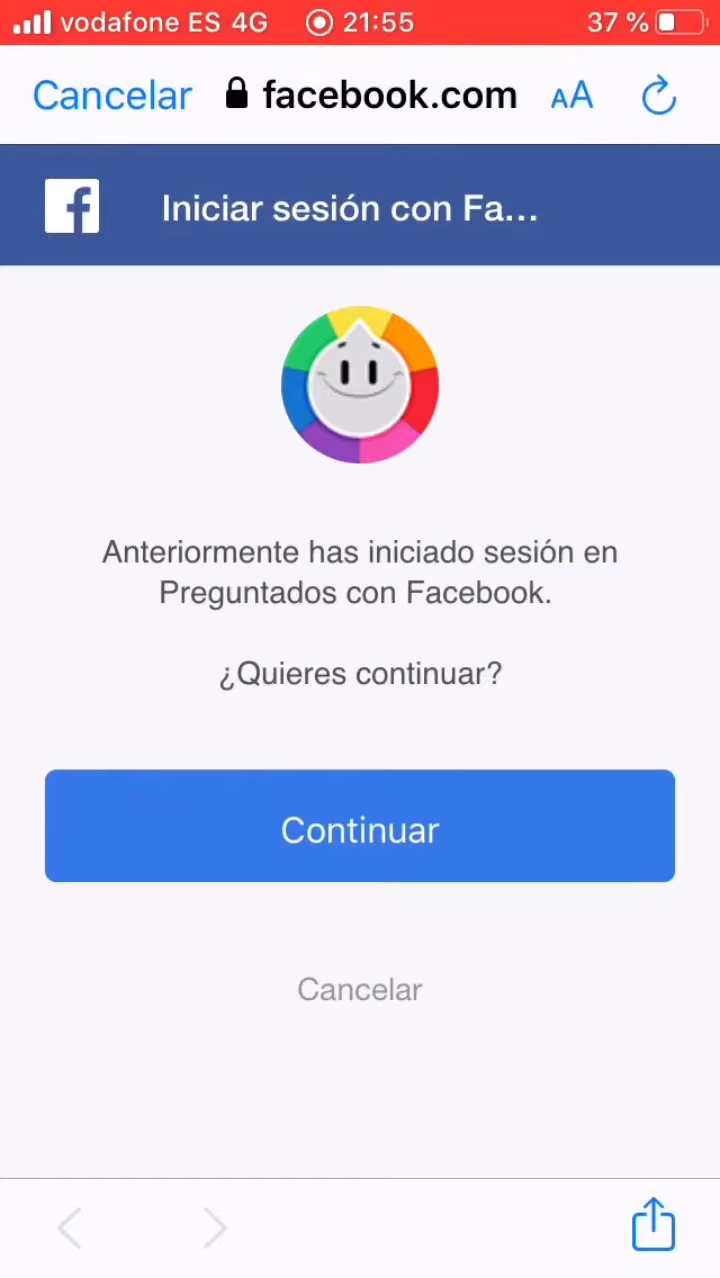 vodafone ES 4G 21:55 37 %
Cancelar facebook.com AA
Iniciar sesión con Fa...
Anteriormente has iniciado sesión en
Preguntados con Facebook.
¿Quieres continuar?
Continuar
Cancelar